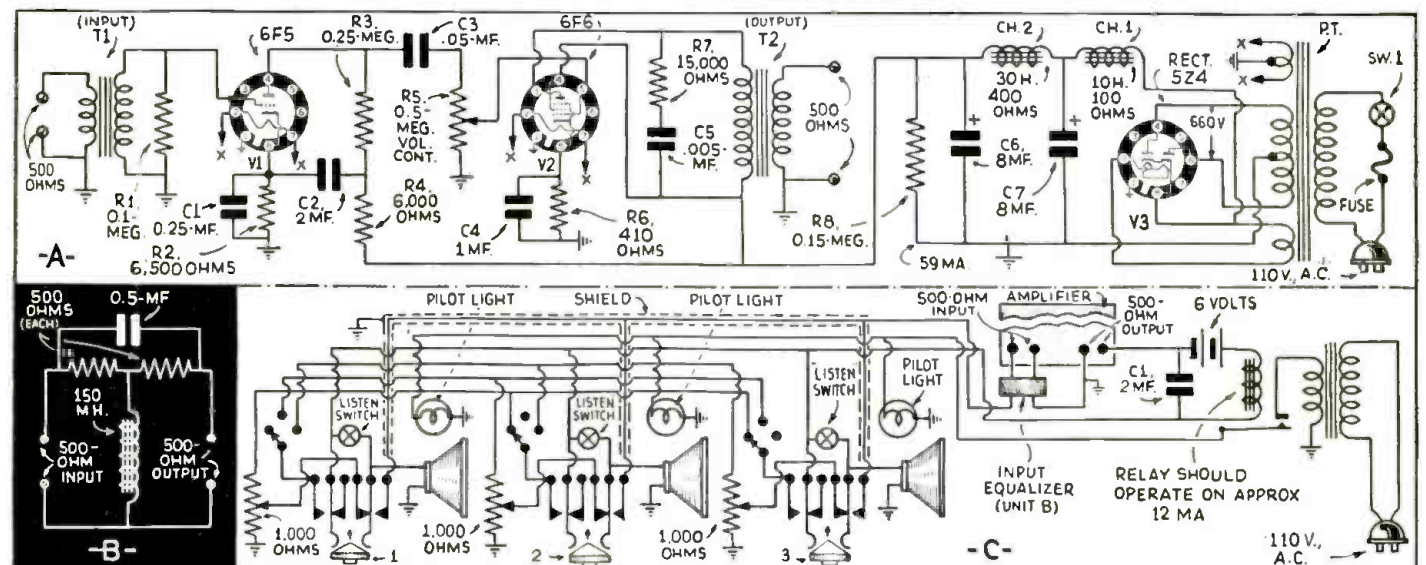 (INPUT)
T1
500
OHMS
R1,
0.1-
MEG.
C1
0.25-MF.
R2
6,500 OHMS
6F5
V1
R3,
0.25-MEG.
C3
.05-MF.
C2,
2 MF.
R4
6,000
OHMS
R5,
0.5-
MEG.
VOL.
CONT.
6F6
V2
C4
1 MF.
R6,
410
OHMS
R7,
15,000
OHMS
C5
.005-
MF.
(OUTPUT)
T2
500
OHMS
R8,
0.15-MEG.
59 MA.
CH.2
30 H.
400
OHMS
CH.1
10 H.
100
OHMS
C6,
8 MF.
C7
8 MF.
RECT.
5Z4
660 V
V3
P.T.
SW.1
FUSE
110 V., A.C.
X
X
X
X
X
X
-A-
500
OHMS
(EACH)
0.5-MF
150
MH.
500-
OHM
INPUT
500-
OHM
OUTPUT
-B-
PILOT LIGHT
SHIELD
PILOT LIGHT
LISTEN
SWITCH
LISTEN
SWITCH
LISTEN
SWITCH
PILOT
LIGHT
1,000
OHMS
1
1,000
OHMS
2
1,000
OHMS
3
500-OHM
INPUT
AMPLIFIER
500-
OHM
OUTPUT
6 VOLTS
C1,
2 MF.
INPUT
EQUALIZER
(UNIT B)
RELAY SHOULD
OPERATE ON APPROX
12 MA
110 V.,
A.C.
-C-